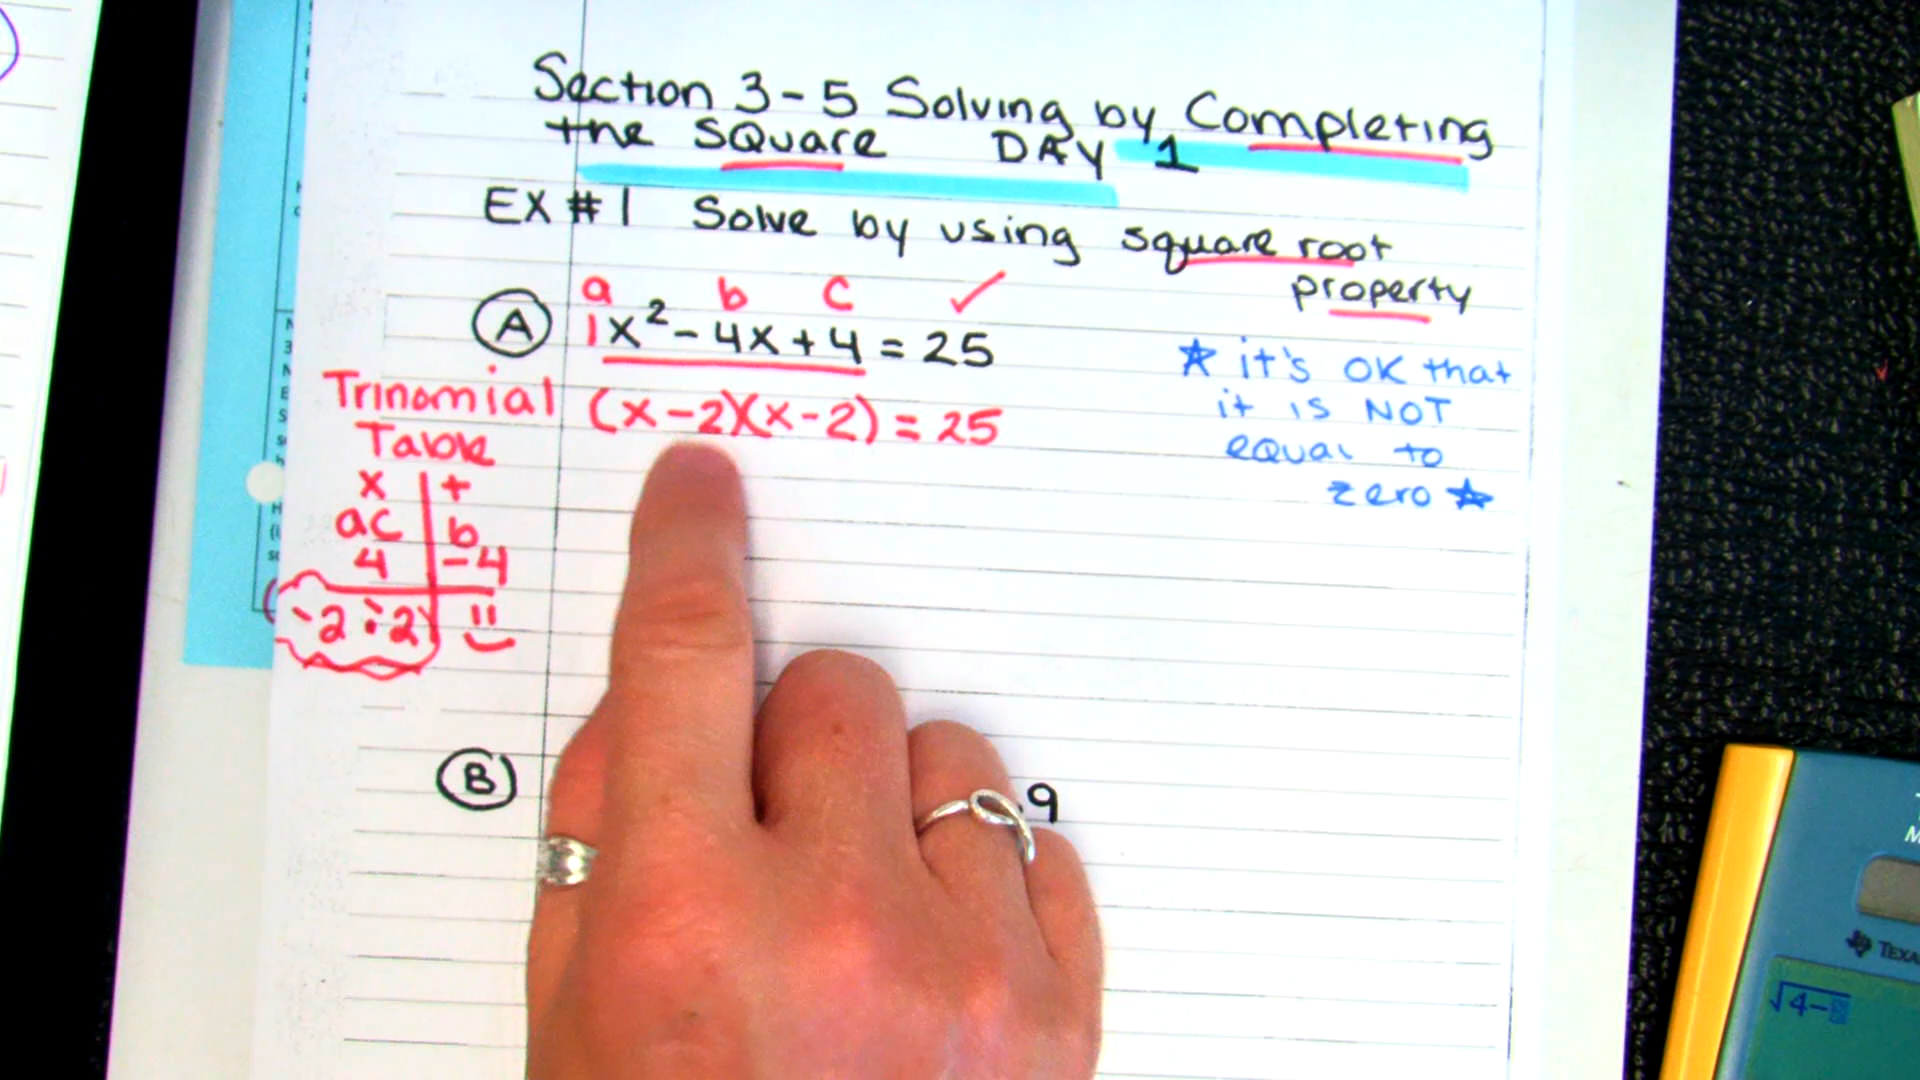 Section 3-5 Solving by Completing
the Square DAY 1
EX #1 Solve by using square root
property
a b c ✓
A 1x² - 4x + 4 = 25
★ it's OK that
it is NOT
equal to
zero ★
Trinomial (x-2)(x-2) = 25
Table
x | +
ac | b
4 | -4
-2 · -2
B
9
TEXA
√4-